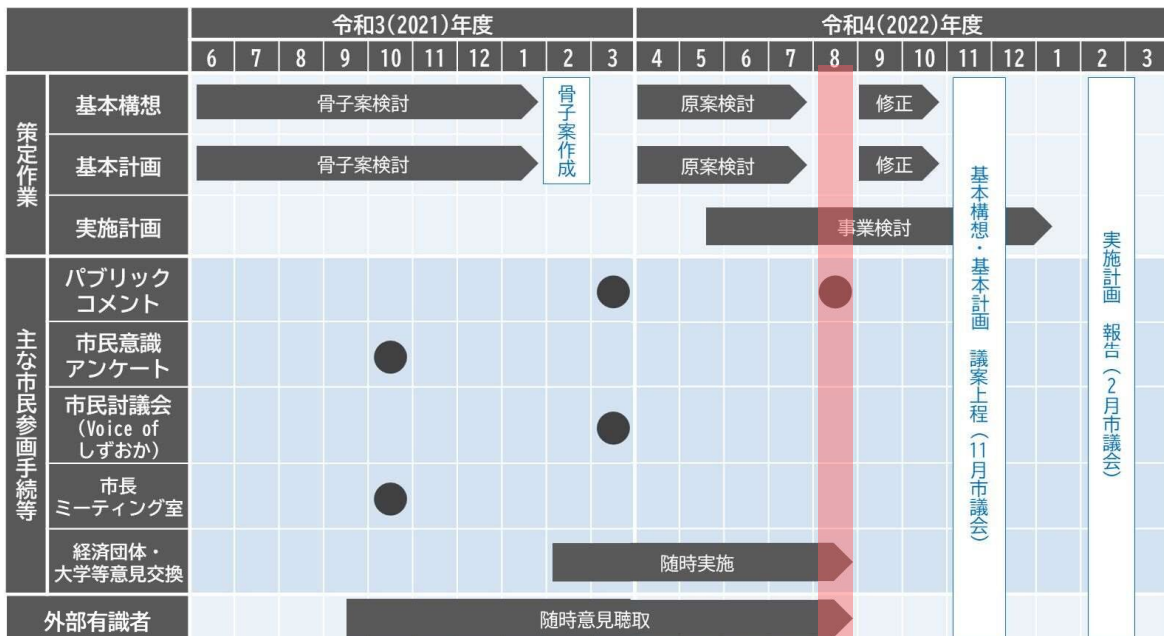 令和3(2021)年度
令和4(2022)年度
6 7 8 9 10 11 12 1 2 3 4 5 6 7 8 9 10 11 12 1 2 3
策定作業
基本構想
骨子案検討
骨子案作成
原案検討
修正
基本計画
骨子案検討
原案検討
修正
実施計画
事業検討
基本構想・基本計画 議案上程(11月市議会)
実施計画 報告(2月市議会)
主な市民参画手続等
パブリック
コメント
市民意識
アンケート
市民討議会
(Voice of
しずおか)
市長
ミーティング室
経済団体・
大学等意見交換
随時実施
外部有識者
随時意見聴取